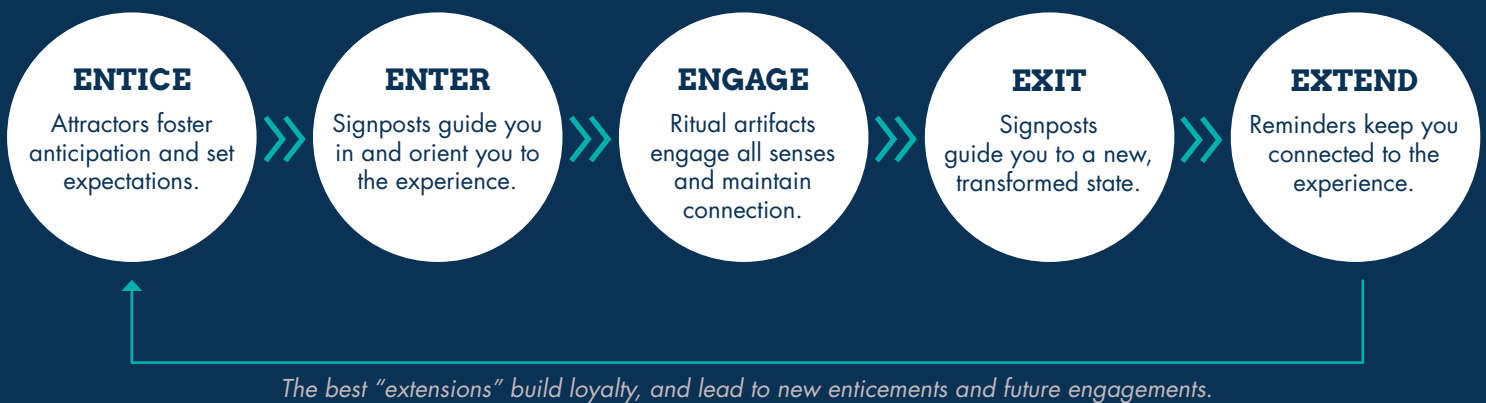 ENTICE
Attractors foster
anticipation and set
expectations.
ENTER
Signposts guide you
in and orient you to
the experience.
ENGAGE
Ritual artifacts
engage all senses
and maintain
connection.
EXIT
Signposts
guide you to a new,
transformed state.
EXTEND
Reminders keep you
connected to the
experience.
The best “extensions” build loyalty, and lead to new enticements and future engagements.